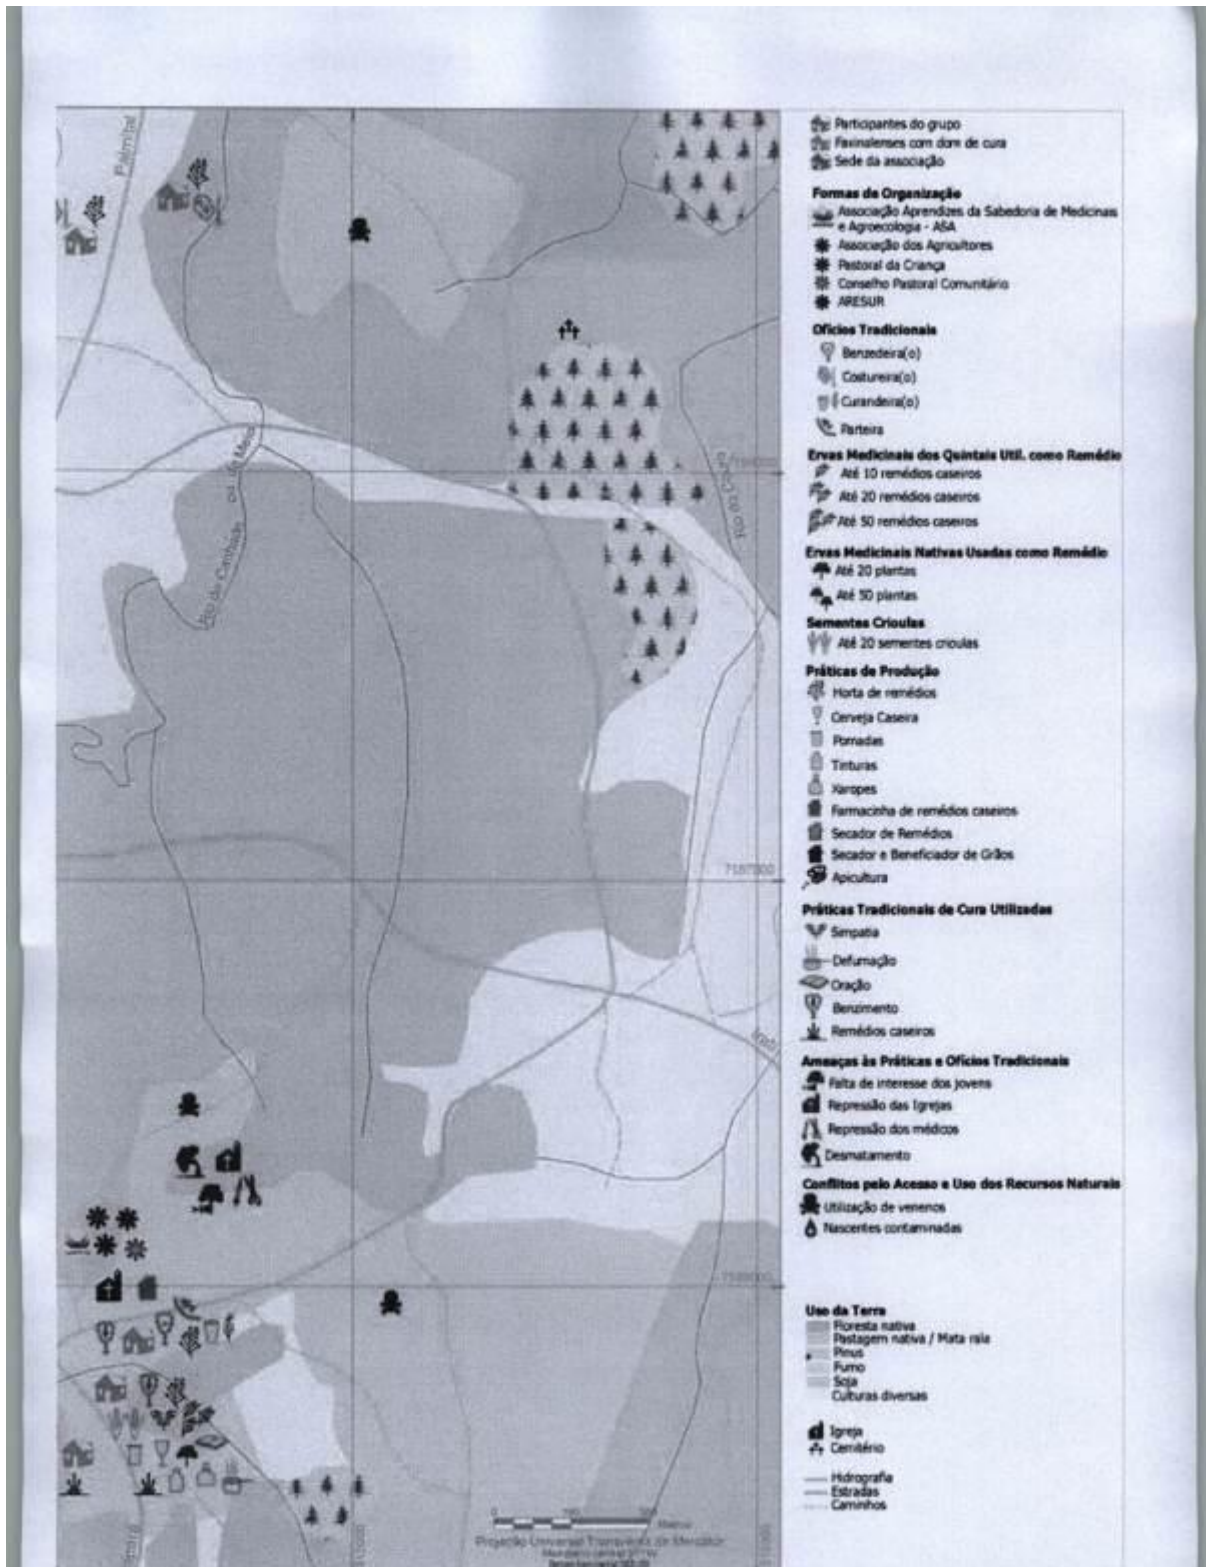 Palmital
Rio do Couro
Rio do Canhada
7187000
Participantes do grupo
Faxinalenses com dom de cura
Sede da associação
Formas de Organização
Associação Aprendizes da Sabedoria de Medicinais
e Agroecologia - ASA
Associação dos Agricultores
Pastoral da Criança
Conselho Pastoral Comunitário
ARESUR
Ofícios Tradicionais
Benzedeira(o)
Costureira(o)
Curandeira(o)
Parteira
Ervas Medicinais dos Quintais Util. como Remédio
Até 10 remédios caseiros
Até 20 remédios caseiros
Até 50 remédios caseiros
Ervas Medicinais Nativas Usadas como Remédio
Até 20 plantas
Até 50 plantas
Sementes Crioulas
Até 20 sementes crioulas
Práticas de Produção
Horta de remédios
Cerveja Caseira
Pomadas
Tinturas
Xaropes
Farmacinha de remédios caseiros
Secador de Remédios
Secador e Beneficiador de Grãos
Apicultura
Práticas Tradicionais de Cura Utilizadas
Simpatia
Defumação
Oração
Benzimento
Remédios caseiros
Ameaças às Práticas e Ofícios Tradicionais
Falta de interesse dos jovens
Repressão das Igrejas
Repressão dos médicos
Desmatamento
Conflitos pelo Acesso e Uso dos Recursos Naturais
Utilização de venenos
Nascentes contaminadas
Uso da Terra
Floresta nativa
Pastagem nativa / Mata rala
Pinus
Fumo
Soja
Culturas diversas
Igreja
Cemitério
Hidrografia
Estradas
Caminhos
0
Metros
Projeção Universal Transversa de Mercator